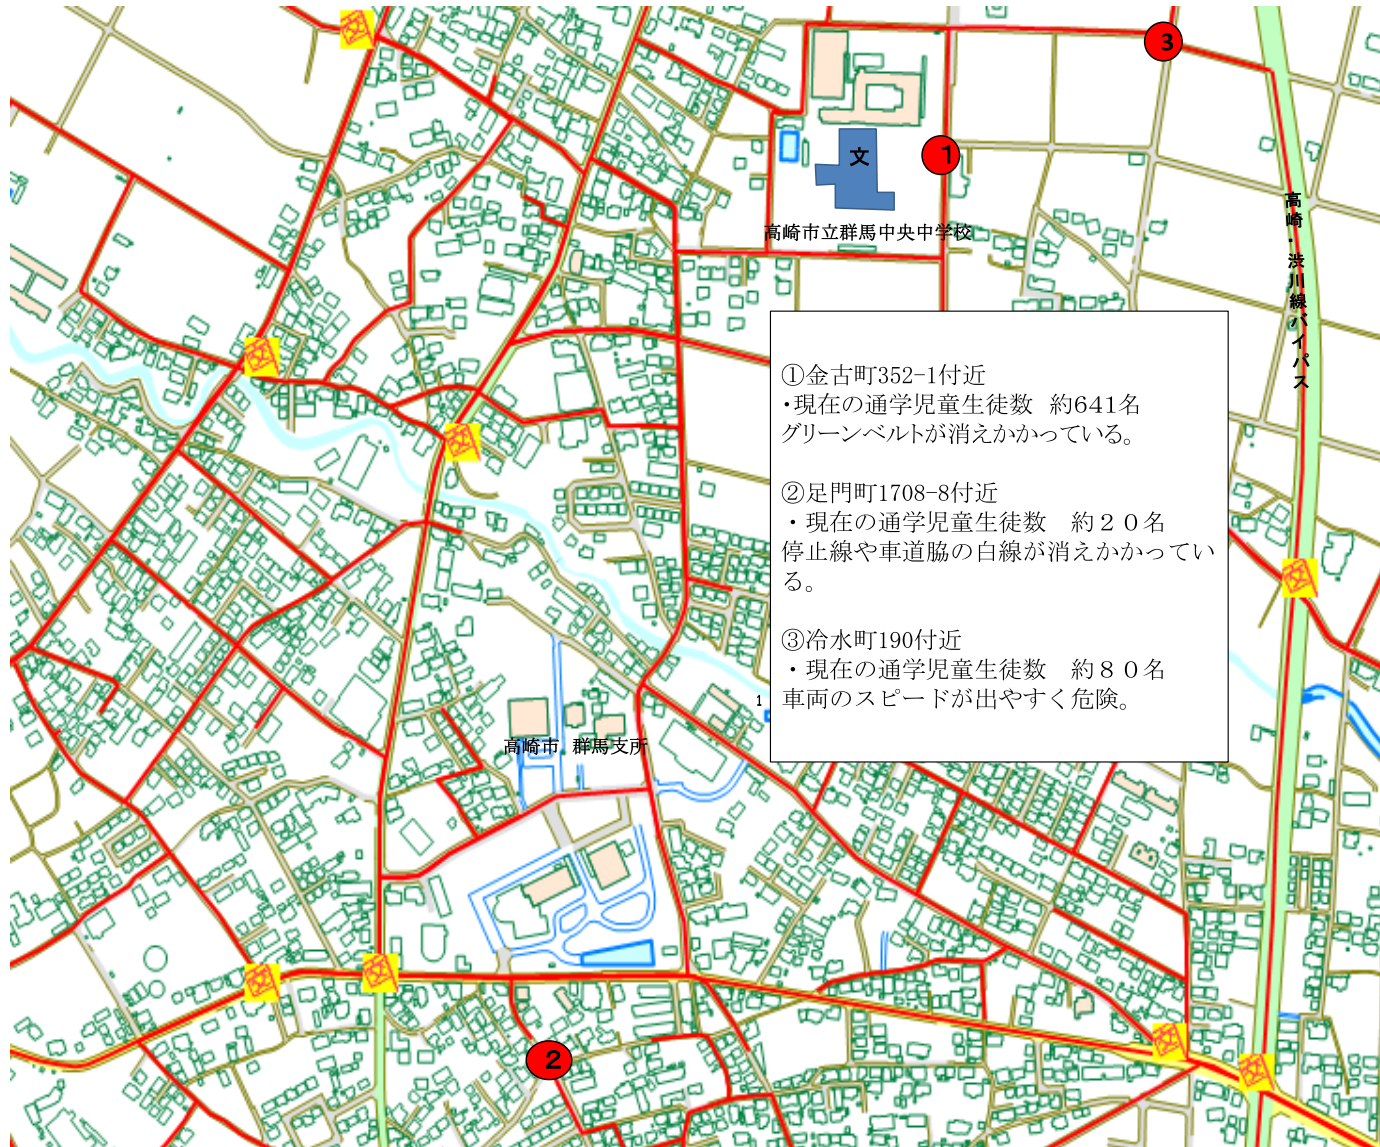 3
文
1
高崎市立群馬中央中学校
高崎・渋川線バイパス
①金古町352-1付近
・現在の通学児童生徒数 約641名
グリーンベルトが消えかかっている。
②足門町1708-8付近
・現在の通学児童生徒数 約20名
停止線や車道脇の白線が消えかかってい
る。
③冷水町190付近
・現在の通学児童生徒数 約80名
車両のスピードが出やすく危険。
1
高崎市 群馬支所
2